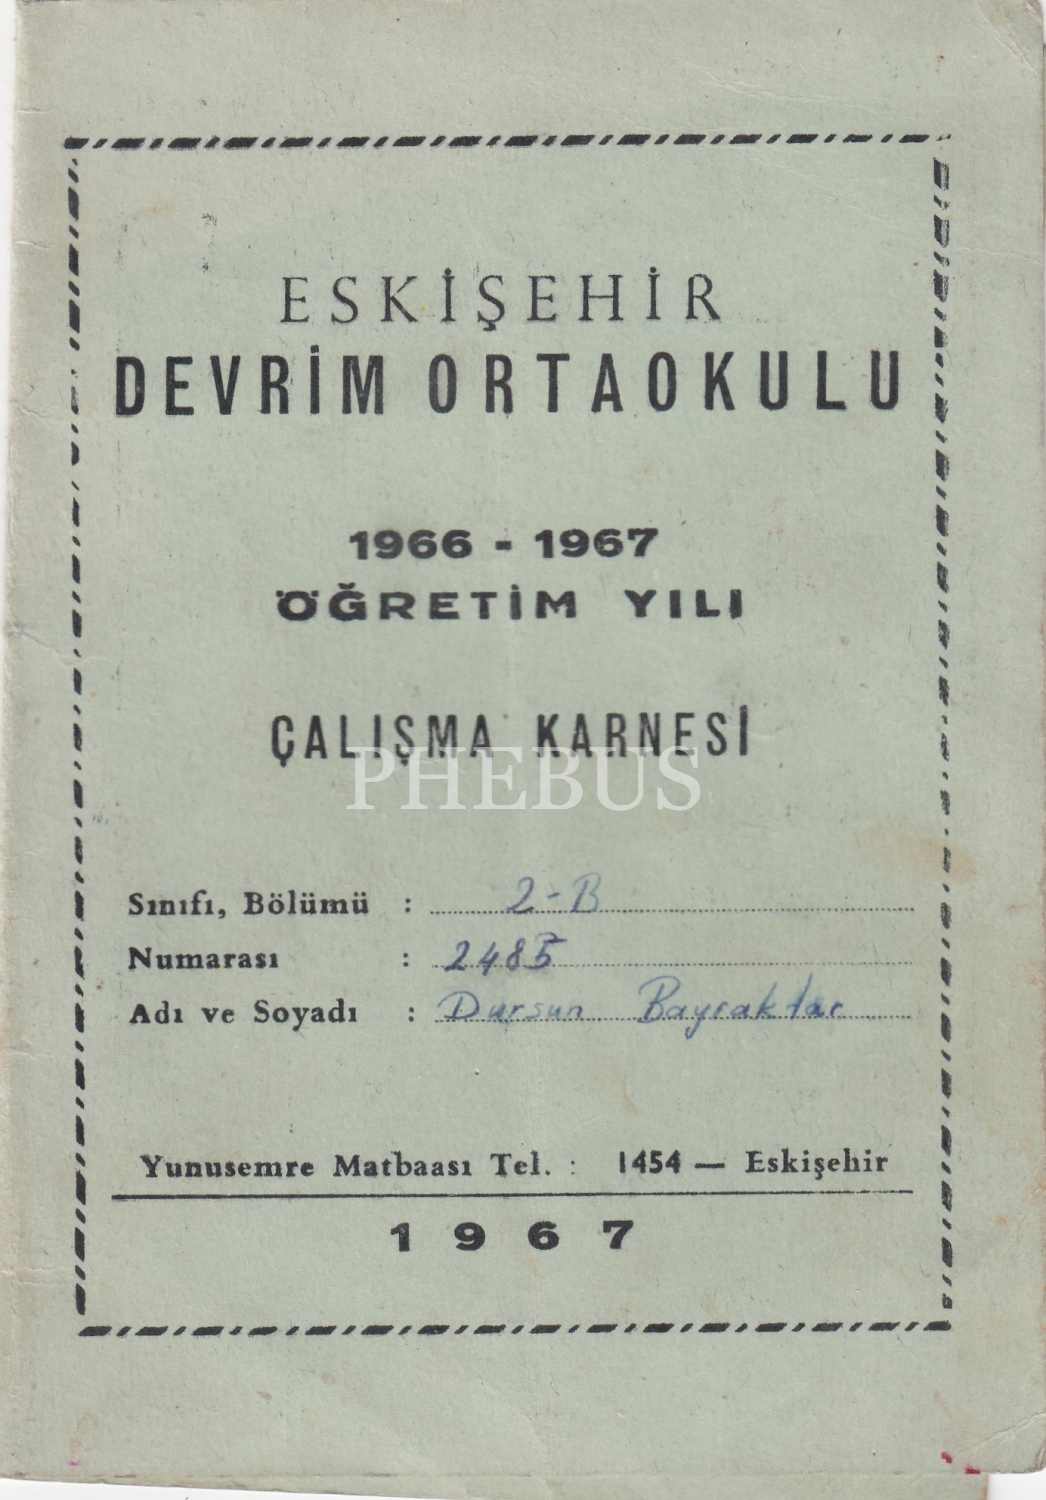 ESKİŞEHİR
DEVRİM ORTAOKULU
1966 - 1967
ÖĞRETİM YILI
ÇALIŞMA KARNESİ
PHEBUS
Sınıfı, Bölümü : 2-B
Numarası : 2485
Adı ve Soyadı : Dursun Bayraktar
Yunusemre Matbaası Tel. : 1454 — Eskişehir
1967